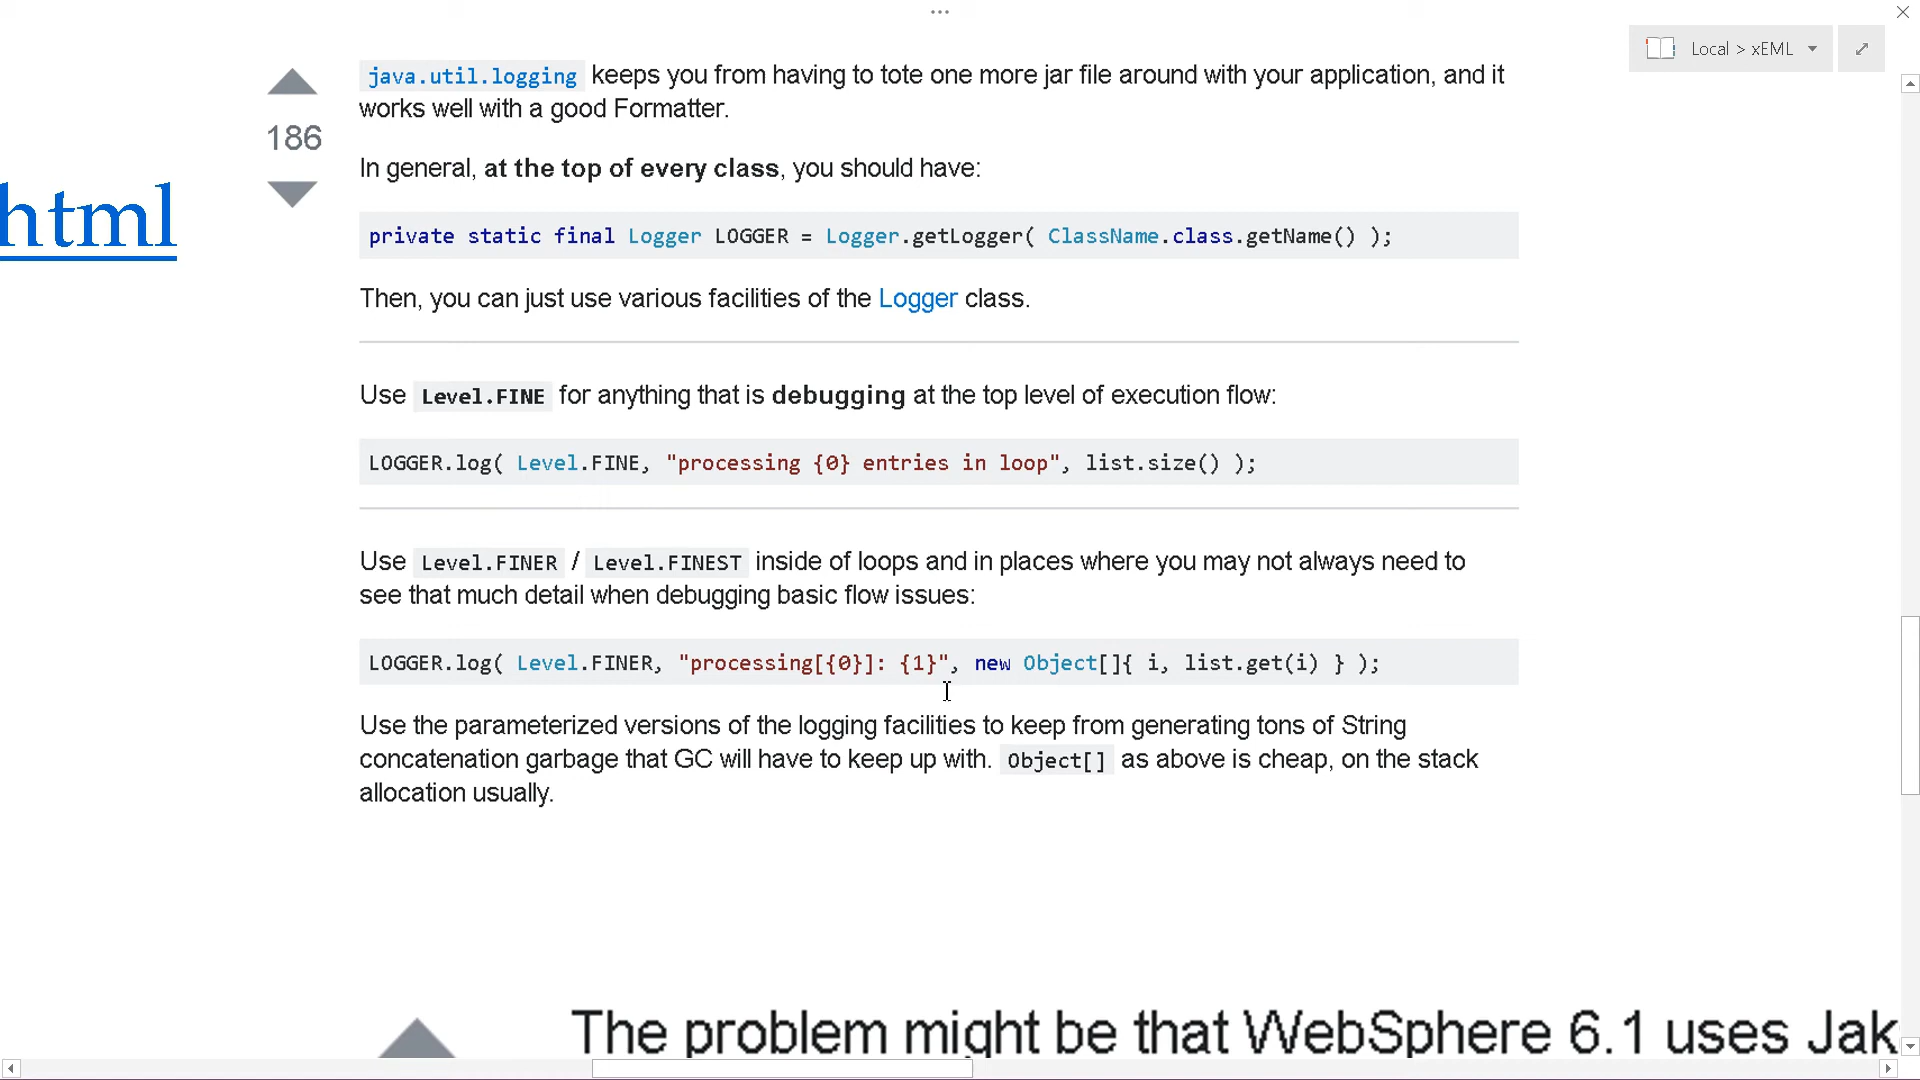 ...
Local > xEML
java.util.logging keeps you from having to tote one more jar file around with your application, and it
works well with a good Formatter.
186
In general, at the top of every class, you should have:
html
private static final Logger LOGGER = Logger.getLogger( ClassName.class.getName() );
Then, you can just use various facilities of the Logger class.
Use Level.FINE for anything that is debugging at the top level of execution flow:
LOGGER.log( Level.FINE, "processing {0} entries in loop", list.size() );
Use Level.FINER / Level.FINEST inside of loops and in places where you may not always need to
see that much detail when debugging basic flow issues:
LOGGER.log( Level.FINER, "processing[{0}]: {1}", new Object[]{ i, list.get(i) } );
Use the parameterized versions of the logging facilities to keep from generating tons of String
concatenation garbage that GC will have to keep up with. Object[] as above is cheap, on the stack
allocation usually.
The problem might be that WebSphere 6.1 uses Jak